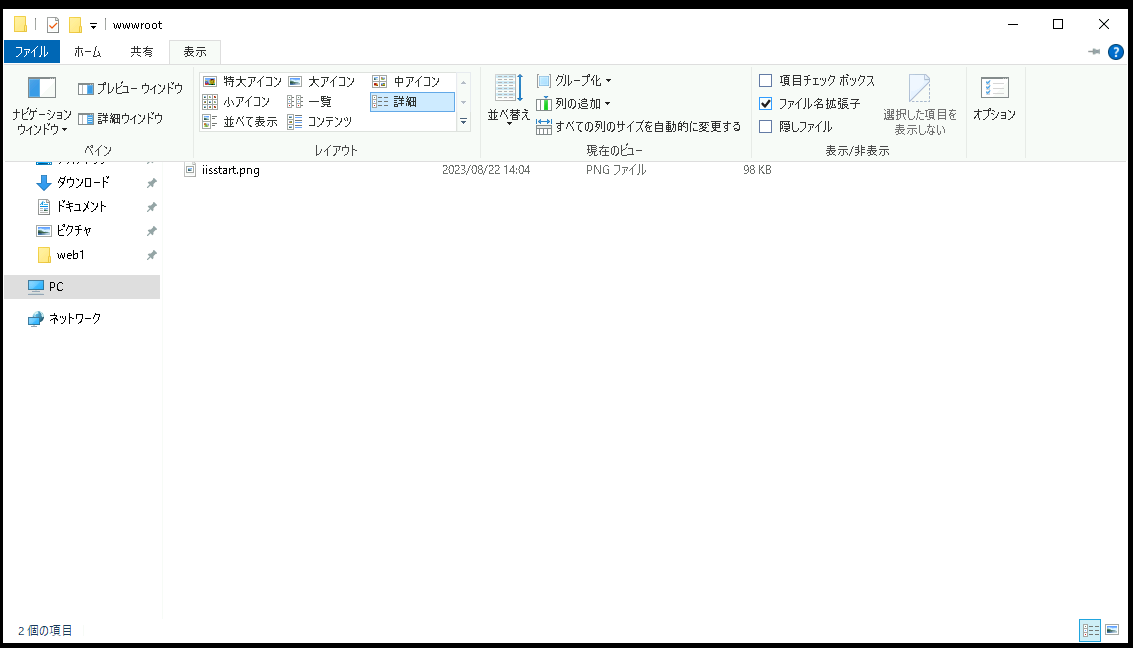 wwwroot
ファイル ホーム 共有 表示
ナビゲーション ウィンドウ
プレビュー ウィンドウ
詳細ウィンドウ
ペイン
特大アイコン 大アイコン 中アイコン
小アイコン 一覧 詳細
並べて表示 コンテンツ
レイアウト
並べ替え
グループ化
列の追加
すべての列のサイズを自動的に変更する
現在のビュー
項目チェック ボックス
ファイル名拡張子
隠しファイル
選択した項目を
表示しない
表示/非表示
オプション
iisstart.png 2023/08/22 14:04 PNG ファイル 98 KB
ダウンロード
ドキュメント
ピクチャ
web1
PC
ネットワーク
2 個の項目